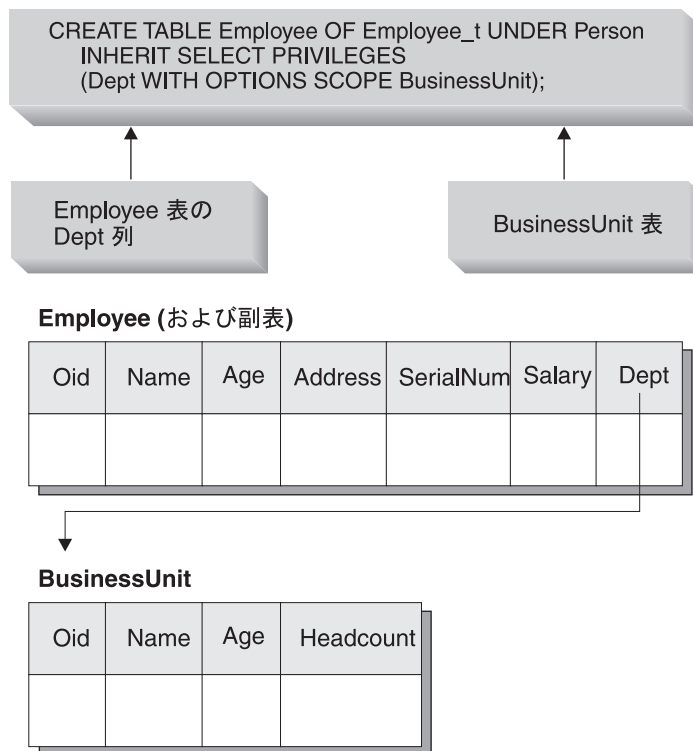 CREATE TABLE Employee OF Employee_t UNDER Person
INHERIT SELECT PRIVILEGES
(Dept WITH OPTIONS SCOPE BusinessUnit);
Employee 表の
Dept 列
BusinessUnit 表
Employee (および副表)
Oid Name Age Address SerialNum Salary Dept
BusinessUnit
Oid Name Age Headcount